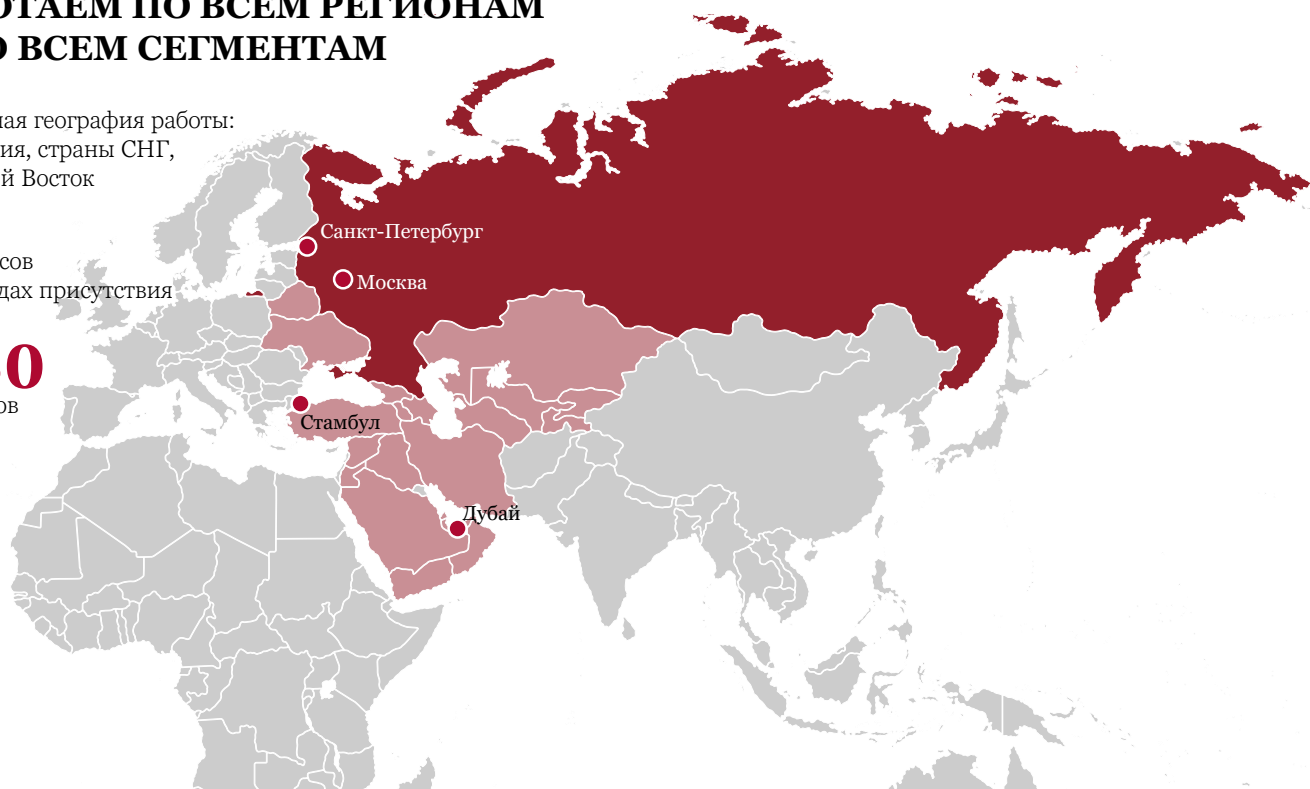 ОТАЕМ ПО ВСЕМ РЕГИОНАМ
О ВСЕМ СЕГМЕНТАМ
ная география работы:
ия, страны СНГ,
й Восток
сов
дах присутствия
0
ов
Санкт-Петербург
Москва
Стамбул
Дубай